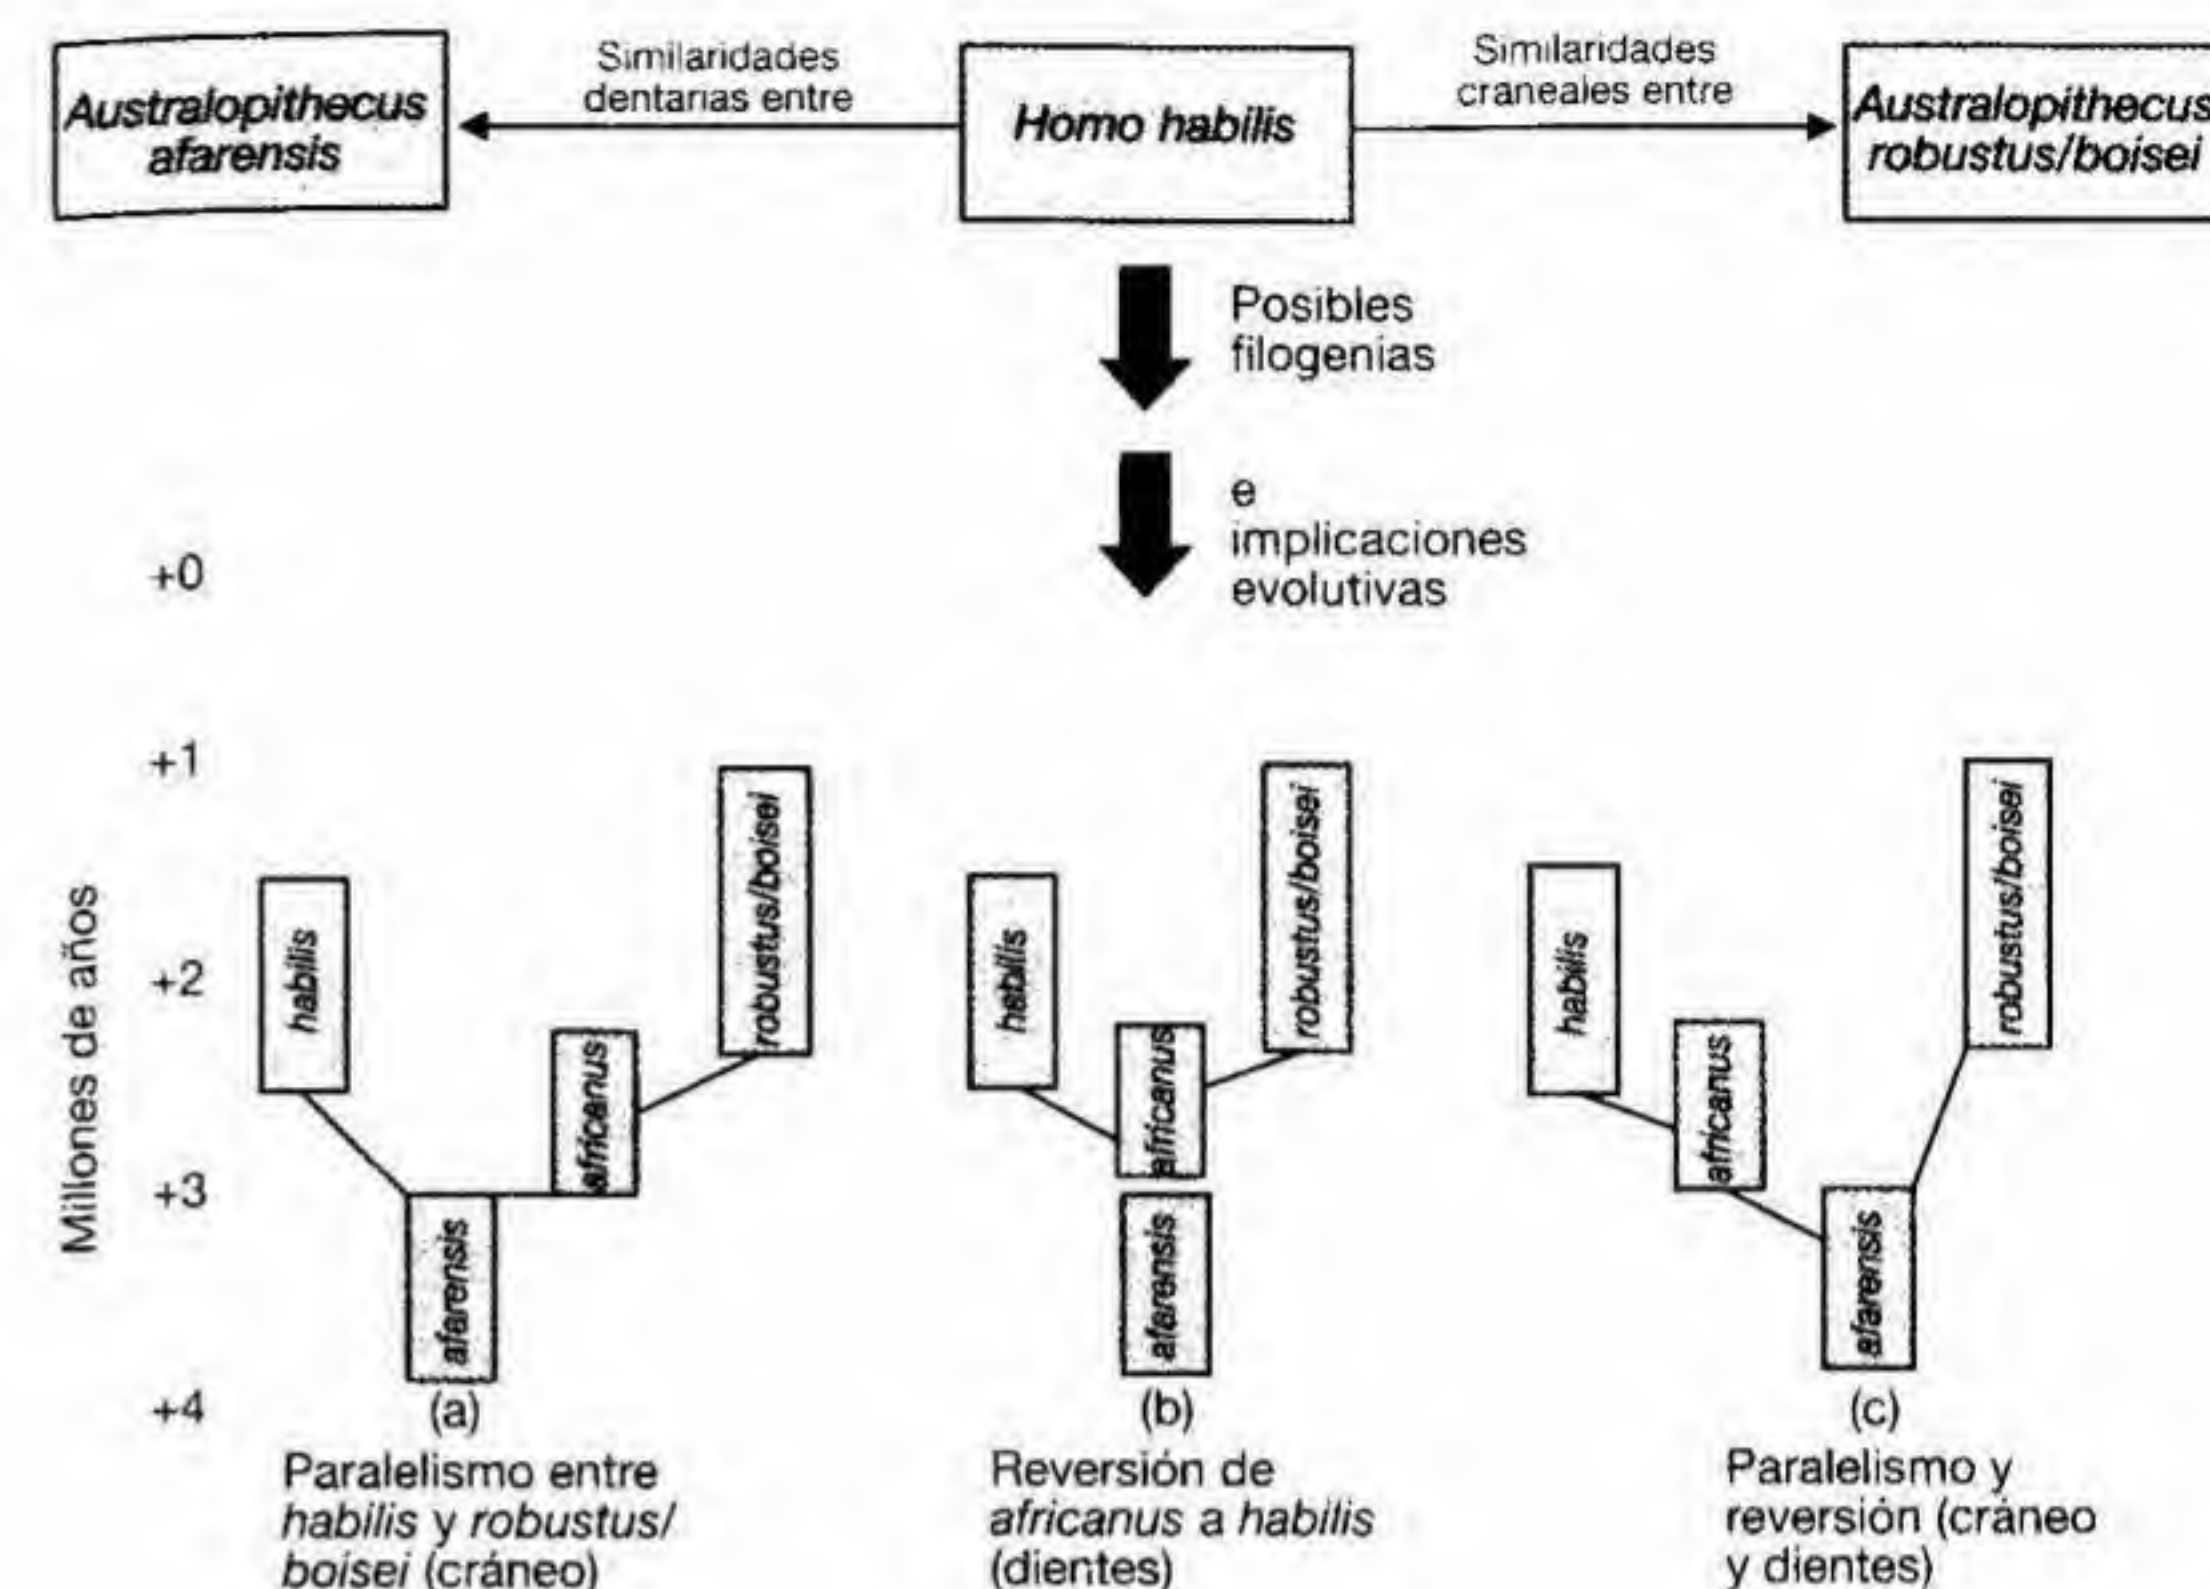 Australopithecus
afarensis
Similaridades
dentarias entre
Homo habilis
Similaridades
craneales entre
Australopithecus
robustus/boisei
Posibles
filogenias
e
implicaciones
evolutivas
Millones de años
+0
+1
+2
+3
+4
habilis
afarensis
africanus
robustus/boisei
(a)
Paralelismo entre
habilis y robustus/
boisei (cráneo)
habilis
africanus
afarensis
robustus/boisei
(b)
Reversión de
africanus a habilis
(dientes)
habilis
africanus
afarensis
robustus/boisei
(c)
Paralelismo y
reversión (cráneo
y dientes)